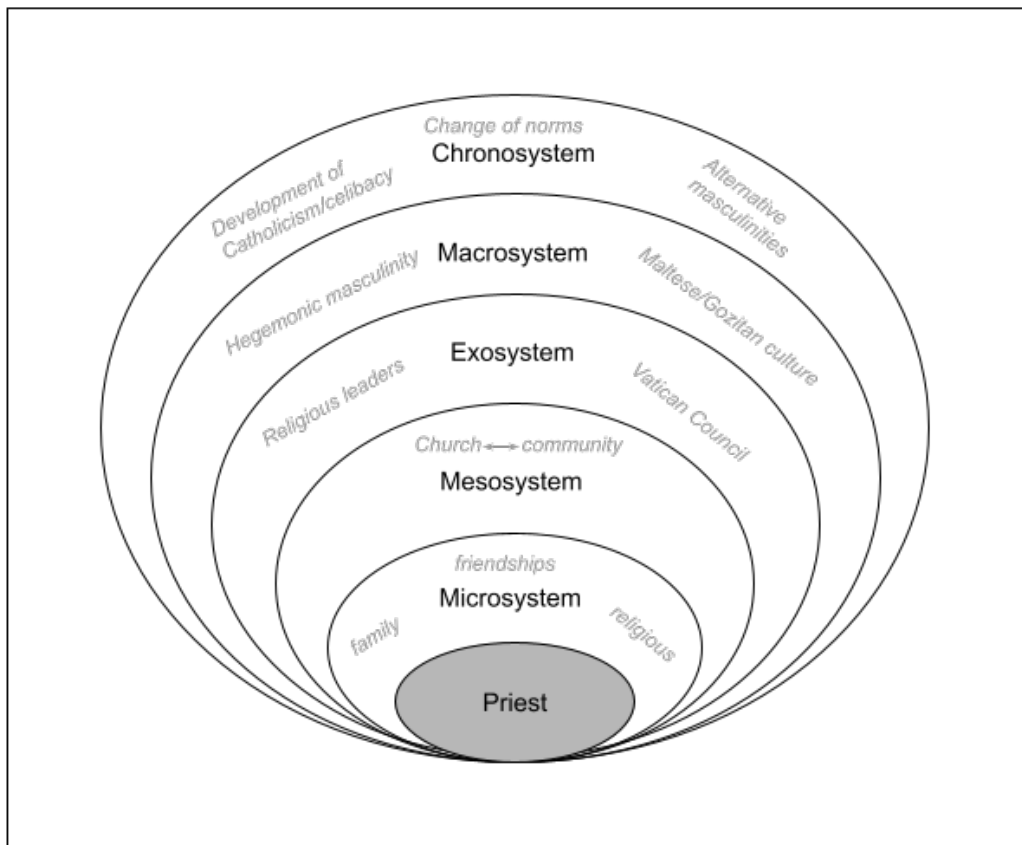 Change of norms
Chronosystem
Development of
Catholicism/celibacy
Alternative
masculinities
Macrosystem
Hegemonic masculinity
Maltese/Gozitan culture
Exosystem
Religious leaders
Vatican Council
Church↔community
Mesosystem
friendships
Microsystem
family
religious
Priest